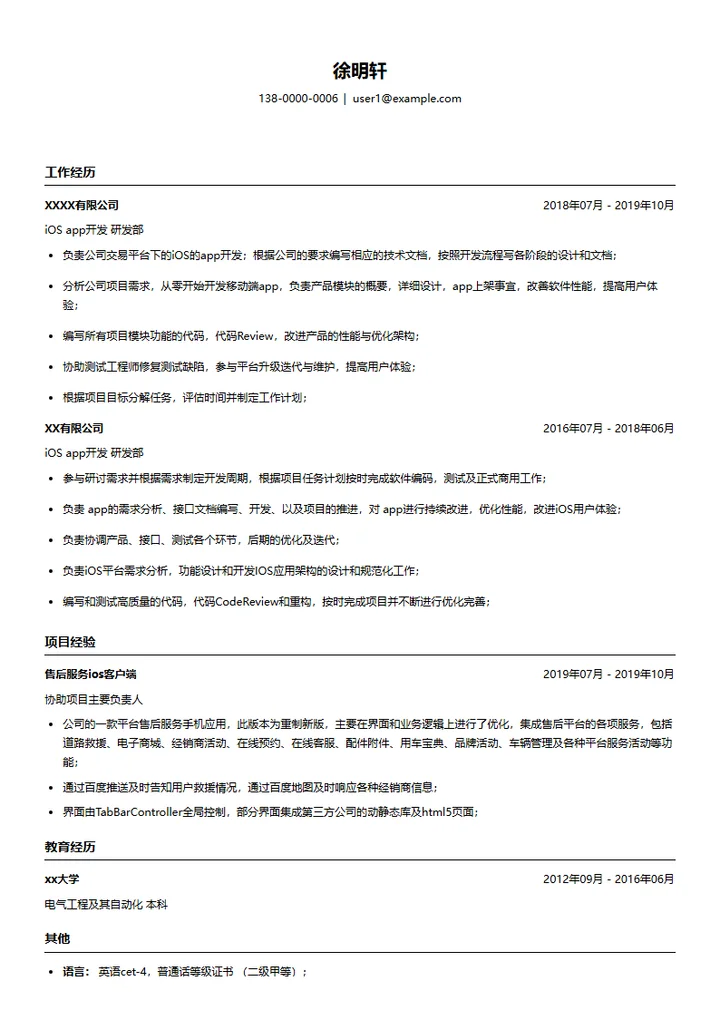 徐明轩
138-0000-0006 | user1@example.com
工作经历
XXXX有限公司 2018年07月 - 2019年10月
iOS app开发 研发部
• 负责公司交易平台下的iOS的app开发；根据公司的要求编写相应的技术文档，按照开发流程写各阶段的设计和文档；
• 分析公司项目需求，从零开始开发移动端app，负责产品模块的概要，详细设计，app上架事宜，改善软件性能，提高用户体
验；
• 编写所有项目模块功能的代码，代码Review，改进产品的性能与优化架构；
• 协助测试工程师修复测试缺陷，参与平台升级迭代与维护，提高用户体验；
• 根据项目目标分解任务，评估时间并制定工作计划；
XX有限公司 2016年07月 - 2018年06月
iOS app开发 研发部
• 参与研讨需求并根据需求制定开发周期，根据项目任务计划按时完成软件编码，测试及正式商用工作；
• 负责 app的需求分析、接口文档编写、开发、以及项目的推进，对 app进行持续改进，优化性能，改进iOS用户体验；
• 负责协调产品、接口、测试各个环节，后期的优化及迭代；
• 负责iOS平台需求分析，功能设计和开发IOS应用架构的设计和规范化工作；
• 编写和测试高质量的代码，代码CodeReview和重构，按时完成项目并不断进行优化完善；
项目经验
售后服务ios客户端 2019年07月 - 2019年10月
协助项目主要负责人
• 公司的一款平台售后服务手机应用，此版本为重制新版，主要在界面和业务逻辑上进行了优化，集成售后平台的各项服务，包括
道路救援、电子商城、经销商活动、在线预约、在线客服、配件附件、用车宝典、品牌活动、车辆管理及各种平台服务活动等功
能；
• 通过百度推送及时告知用户救援情况，通过百度地图及时响应各种经销商信息；
• 界面由TabBarController全局控制，部分界面集成第三方公司的动静态库及html5页面；
教育经历
xx大学 2012年09月 - 2016年06月
电气工程及其自动化 本科
其他
• 语言： 英语cet-4，普通话等级证书 （二级甲等）；